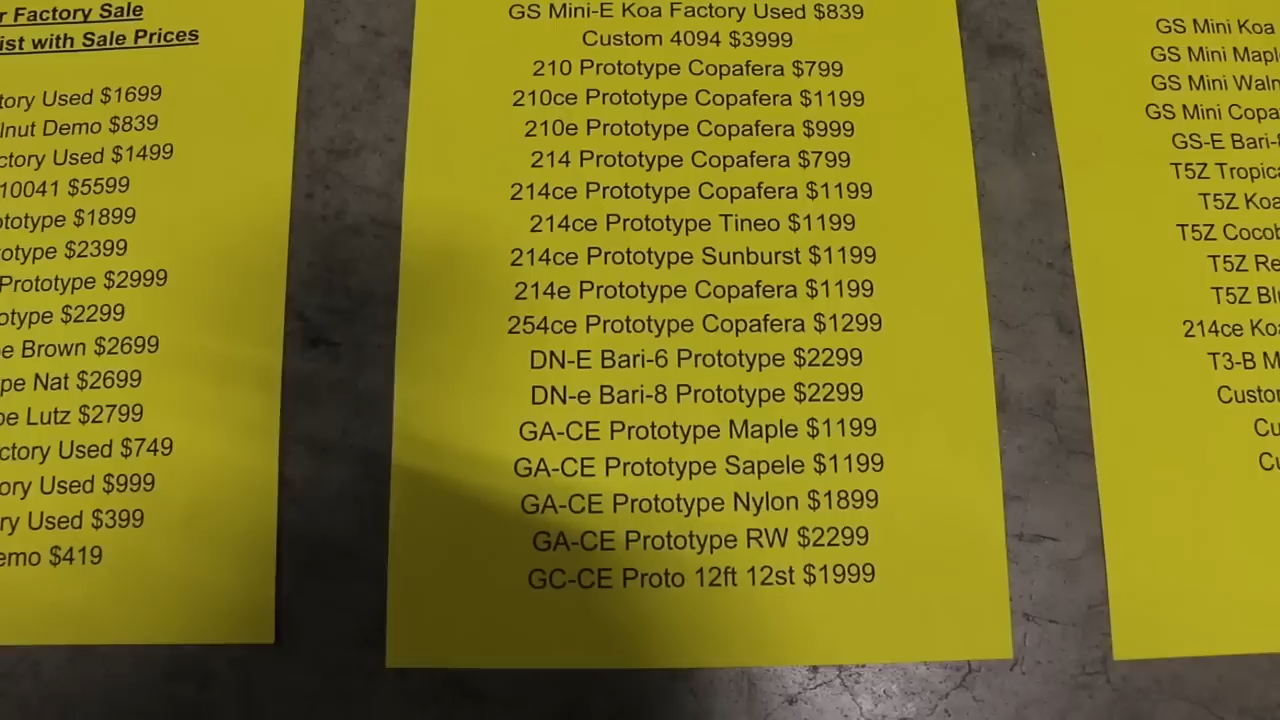 r Factory Sale
ist with Sale Prices
tory Used $1699
lnut Demo $839
ctory Used $1499
10041 $5599
ototype $1899
otype $2399
Prototype $2999
otype $2299
e Brown $2699
pe Nat $2699
be Lutz $2799
ctory Used $749
ory Used $999
ry Used $399
emo $419
GS Mini-E Koa Factory Used $839
Custom 4094 $3999
210 Prototype Copafera $799
210ce Prototype Copafera $1199
210e Prototype Copafera $999
214 Prototype Copafera $799
214ce Prototype Copafera $1199
214ce Prototype Tineo $1199
214ce Prototype Sunburst $1199
214e Prototype Copafera $1199
254ce Prototype Copafera $1299
DN-E Bari-6 Prototype $2299
DN-e Bari-8 Prototype $2299
GA-CE Prototype Maple $1199
GA-CE Prototype Sapele $1199
GA-CE Prototype Nylon $1899
GA-CE Prototype RW $2299
GC-CE Proto 12ft 12st $1999
GS Mini Koa
GS Mini Mapl
GS Mini Waln
GS Mini Copa
GS-E Bari-
T5Z Tropica
T5Z Koa
T5Z Cocob
T5Z Re
T5Z Bl
214ce Koa
T3-B M
Custo
Cu
Cu